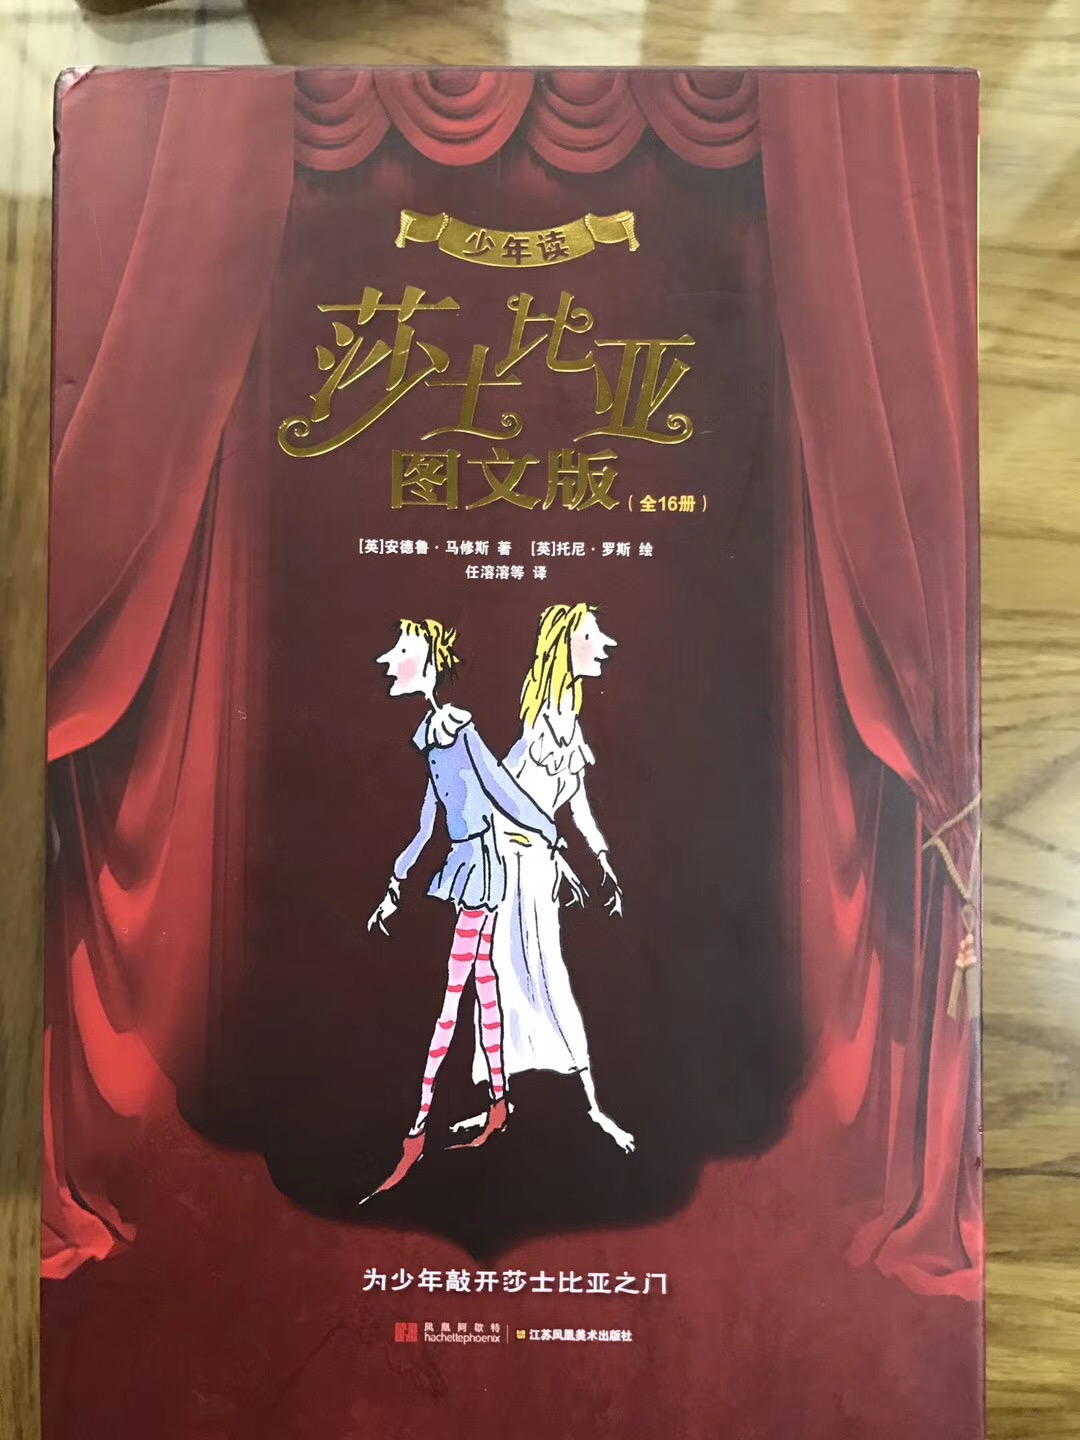 少年读
莎士比亚
图文版（全16册）
[英]安德鲁·马修斯 著 [英]托尼·罗斯 绘
任溶溶等 译
为少年敲开莎士比亚之门
凤凰阿歇特
hachettephoenix
江苏凤凰美术出版社